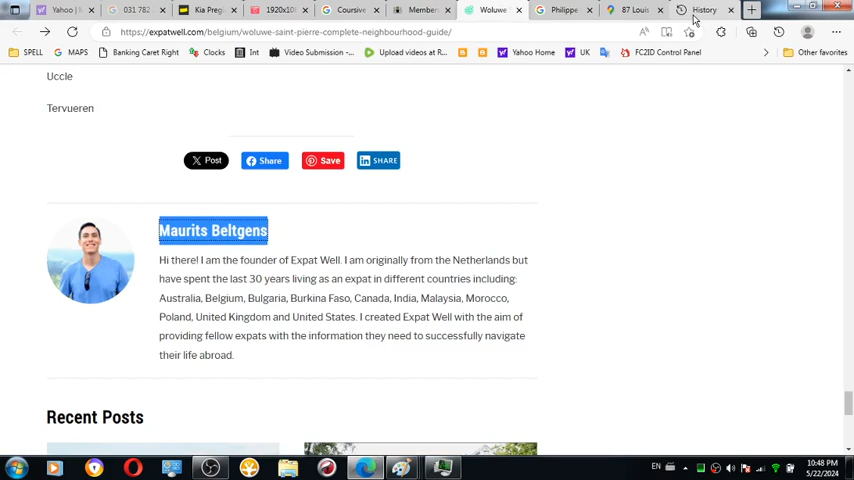 Yahoo | M
031 782
Kia Preg
1920x10
Coursive
Members
Woluwe
Philippe
87 Louis
History
https://expatwell.com/belgium/woluwe-saint-pierre-complete-neighbourhood-guide/
SPELL
MAPS
Banking Caret Right
Clocks
Int
Video Submission -...
Upload videos at R...
Yahoo Home
UK
FC2ID Control Panel
Other favorites
Uccle
Tervueren
Post
Share
Save
SHARE
Maurits Beltgens
Hi there! I am the founder of Expat Well. I am originally from the Netherlands but
have spent the last 30 years living as an expat in different countries including:
Australia, Belgium, Bulgaria, Burkina Faso, Canada, India, Malaysia, Morocco,
Poland, United Kingdom and United States. I created Expat Well with the aim of
providing fellow expats with the information they need to successfully navigate
their life abroad.
Recent Posts
EN
10:48 PM
5/22/2024